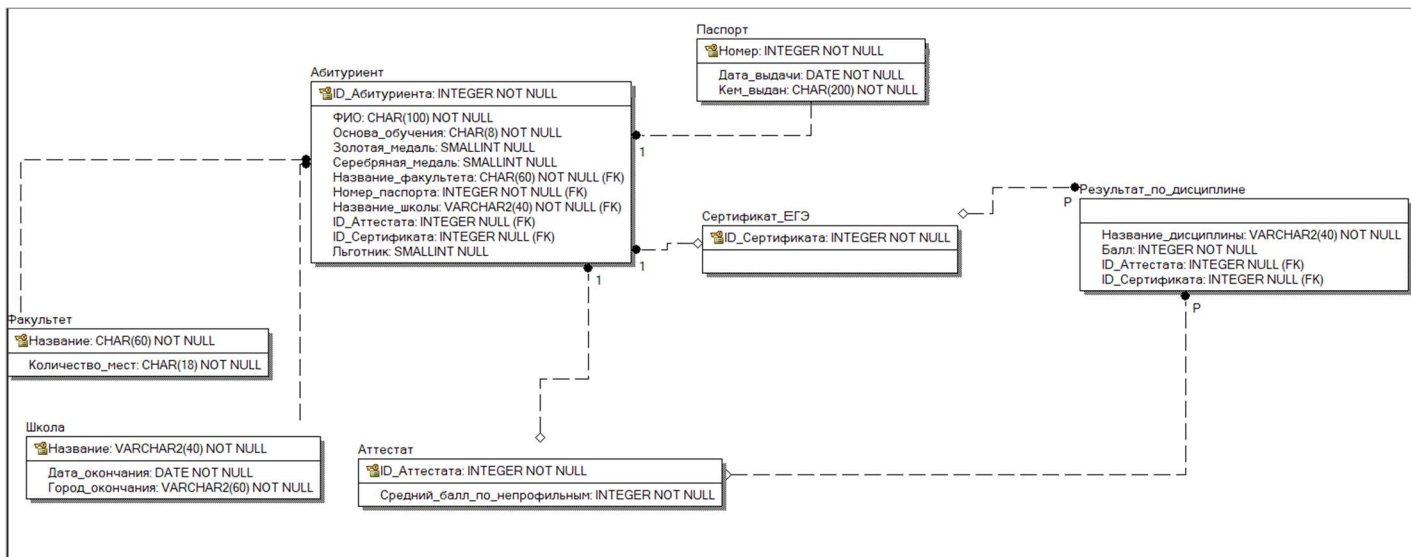 Паспорт
Номер: INTEGER NOT NULL
Дата_выдачи: DATE NOT NULL
Кем_выдан: CHAR(200) NOT NULL
Абитуриент
ID_Абитуриента: INTEGER NOT NULL
ФИО: CHAR(100) NOT NULL
Основа_обучения: CHAR(8) NOT NULL
Золотая_медаль: SMALLINT NULL
Серебряная_медаль: SMALLINT NULL
Название_факультета: CHAR(60) NOT NULL (FK)
Номер_паспорта: INTEGER NOT NULL (FK)
Название_школы: VARCHAR2(40) NOT NULL (FK)
ID_Аттестата: INTEGER NULL (FK)
ID_Сертификата: INTEGER NULL (FK)
Льготник: SMALLINT NULL
1
1
1
Сертификат_ЕГЭ
ID_Сертификата: INTEGER NOT NULL
Результат_по_дисциплине
P
Название_дисциплины: VARCHAR2(40) NOT NULL
Балл: INTEGER NOT NULL
ID_Аттестата: INTEGER NULL (FK)
ID_Сертификата: INTEGER NULL (FK)
P
Факультет
Название: CHAR(60) NOT NULL
Количество_мест: CHAR(18) NOT NULL
Школа
Название: VARCHAR2(40) NOT NULL
Дата_окончания: DATE NOT NULL
Город_окончания: VARCHAR2(60) NOT NULL
Аттестат
ID_Аттестата: INTEGER NOT NULL
Средний_балл_по_непрофильным: INTEGER NOT NULL